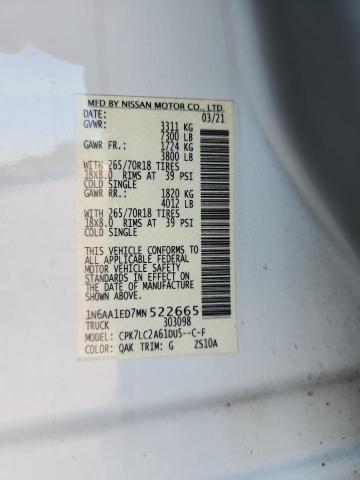 MFD BY NISSAN MOTOR CO., LTD.
DATE: 03/21
GVWR: 3311 KG
7300 LB
GAWR FR: 1724 KG
3800 LB
WITH 265/70R18 TIRES
18X8.0 RIMS AT 39 PSI
COLD SINGLE
GAWR RR: 1820 KG
4012 LB
WITH 265/70R18 TIRES
18X8.0 RIMS AT 39 PSI
COLD SINGLE
THIS VEHICLE CONFORMS TO
ALL APPLICABLE FEDERAL
MOTOR VEHICLE SAFETY
STANDARDS IN EFFECT ON
THE DATE OF MANUFACTURE
SHOWN ABOVE.
1N6AA1ED7MN522665
TRUCK 303098
MODEL: CPK7LC2A61DU5--C-F
COLOR: QAK TRIM: G ZS10A